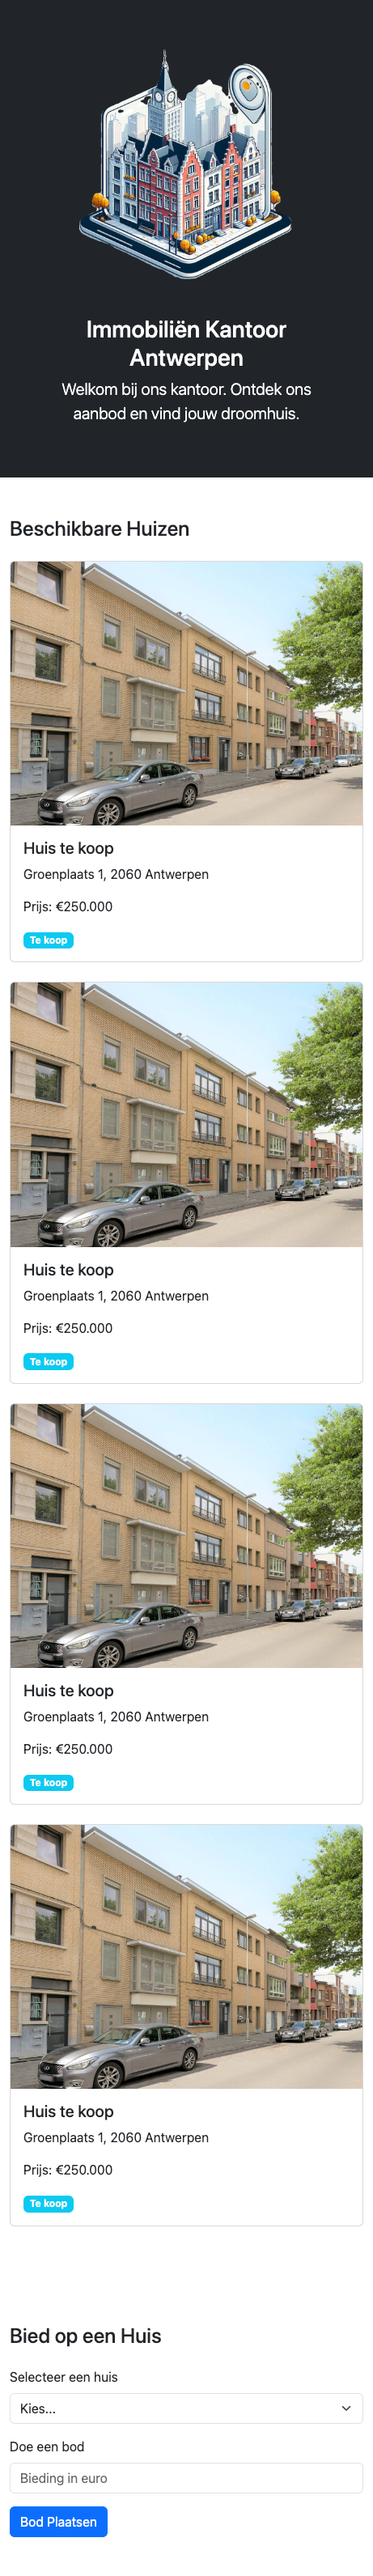 Immobiliën Kantoor
Antwerpen
Welkom bij ons kantoor. Ontdek ons
aanbod en vind jouw droomhuis.
Beschikbare Huizen
Huis te koop
Groenplaats 1, 2060 Antwerpen
Prijs: €250.000
Te koop
Huis te koop
Groenplaats 1, 2060 Antwerpen
Prijs: €250.000
Te koop
Huis te koop
Groenplaats 1, 2060 Antwerpen
Prijs: €250.000
Te koop
Huis te koop
Groenplaats 1, 2060 Antwerpen
Prijs: €250.000
Te koop
Bied op een Huis
Selecteer een huis
Kies...
Doe een bod
Bieding in euro
Bod Plaatsen